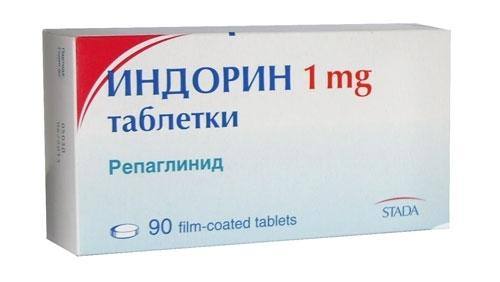 ИНДОРИН 1 mg
таблетки
Репаглинид
90 film-coated tablets
STADA